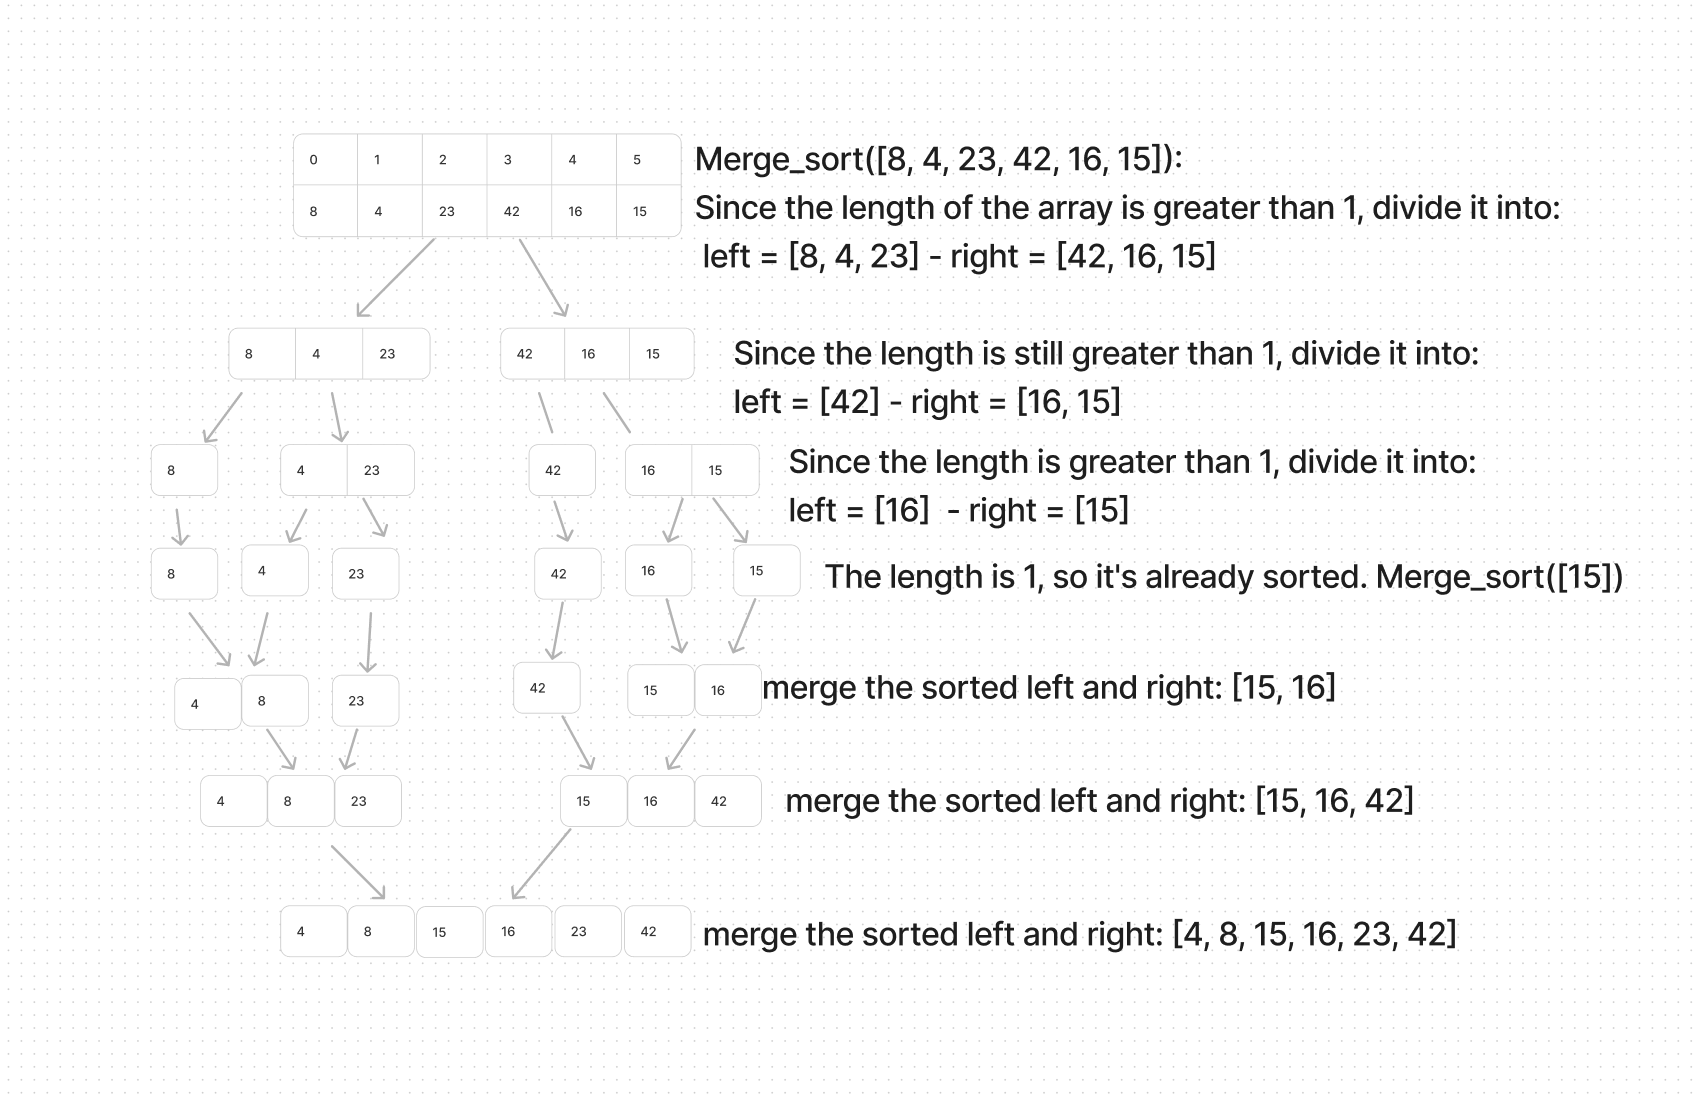 0 1 2 3 4 5
Merge_sort([8, 4, 23, 42, 16, 15]):
8 4 23 42 16 15
Since the length of the array is greater than 1, divide it into:
left = [8, 4, 23] - right = [42, 16, 15]
8 4 23
42 16 15
Since the length is still greater than 1, divide it into:
left = [42] - right = [16, 15]
8
4 23
42
16 15
Since the length is greater than 1, divide it into:
left = [16]  - right = [15]
8
4
23
42
16
15
The length is 1, so it's already sorted. Merge_sort([15])
4 8
23
42
15 16
merge the sorted left and right: [15, 16]
4 8 23
15 16 42
merge the sorted left and right: [15, 16, 42]
4 8 15 16 23 42
merge the sorted left and right: [4, 8, 15, 16, 23, 42]